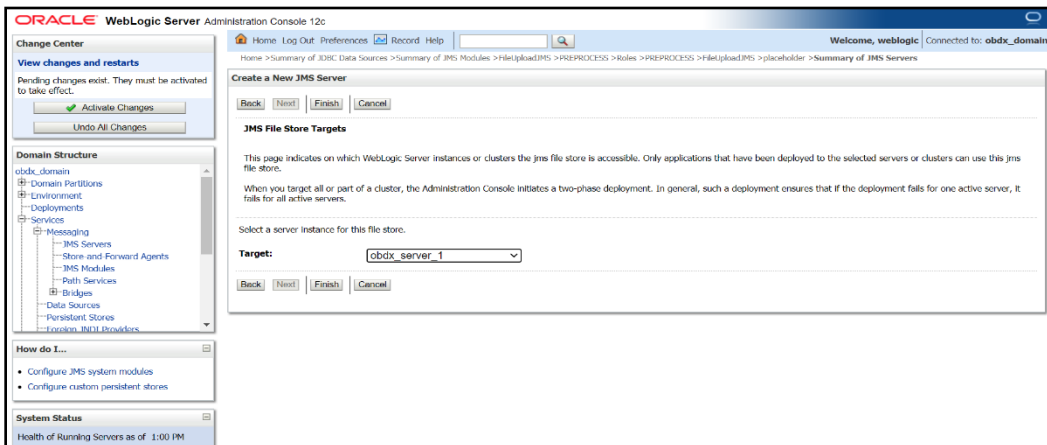 ORACLE WebLogic Server Administration Console 12c
Change Center
View changes and restarts
Pending changes exist. They must be activated
to take effect.
Activate Changes
Undo All Changes
Domain Structure
obdx_domain
Domain Partitions
Environment
Deployments
Services
Messaging
JMS Servers
Store-and-Forward Agents
JMS Modules
Path Services
Bridges
Data Sources
Persistent Stores
Foreign JNDI Providers
How do I...
Configure JMS system modules
Configure custom persistent stores
System Status
Health of Running Servers as of 1:00 PM
Home Log Out Preferences Record Help
Welcome, weblogic Connected to: obdx_domain
Home >Summary of JDBC Data Sources >Summary of JMS Modules >FileUploadJMS >PREPROCESS >Roles >PREPROCESS >FileUploadJMS >placeholder >Summary of JMS Servers
Create a New JMS Server
Back Next Finish Cancel
JMS File Store Targets
This page indicates on which WebLogic Server instances or clusters the jms file store is accessible. Only applications that have been deployed to the selected servers or clusters can use this jms
file store.
When you target all or part of a cluster, the Administration Console initiates a two-phase deployment. In general, such a deployment ensures that if the deployment fails for one active server, it
fails for all active servers.
Select a server instance for this file store.
Target: obdx_server_1
Back Next Finish Cancel